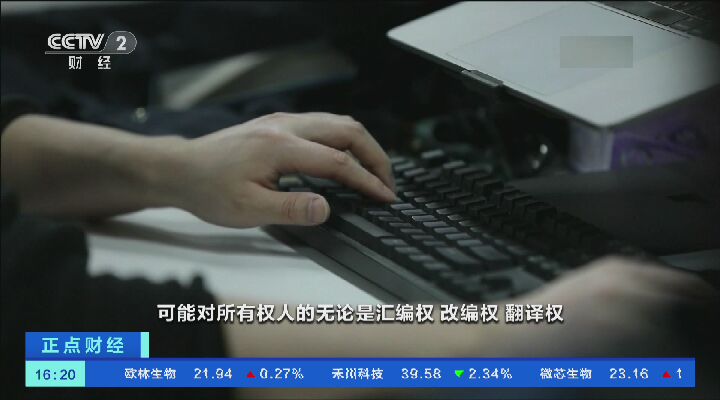 CCTV 2
财经
可能对所有权人的无论是汇编权 改编权 翻译权
正点财经
16:20 欧林生物 21.94 ▲0.27% 禾川科技 39.58 ▼2.34% 微芯生物 23.16 ▲1